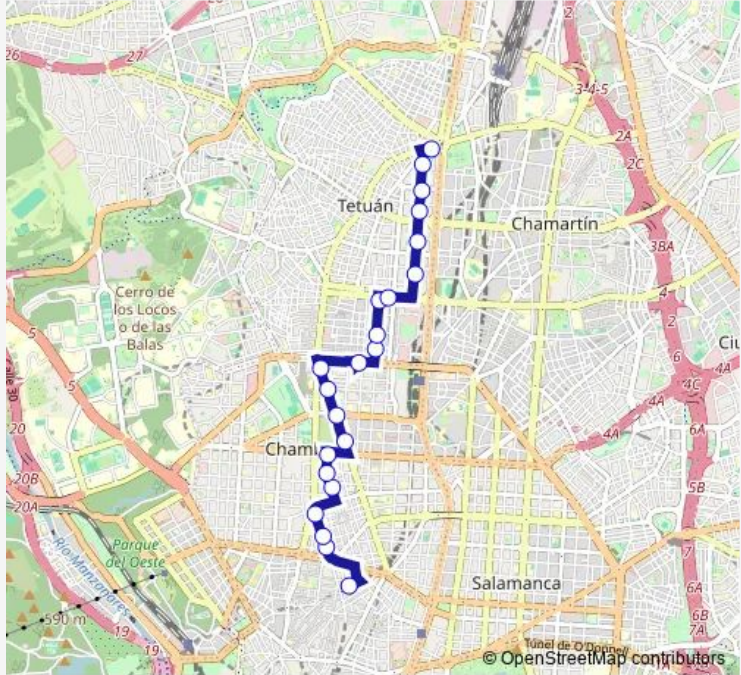 2
26
27
26
3-4-5
2A
2C
Tetuán
Chamartín
3BA
Cerro de
los Locos
o de las
Balas
4
2
5
6
4A
4C
5
4A
20
4A
6A
Chami
20B
5B
20A
Río Manzanares
Parque
del Oeste
7
Salamanca
6A
590 m
19
19
6B
7A
Túnel de O'Donnell
© OpenStreetMap contributors